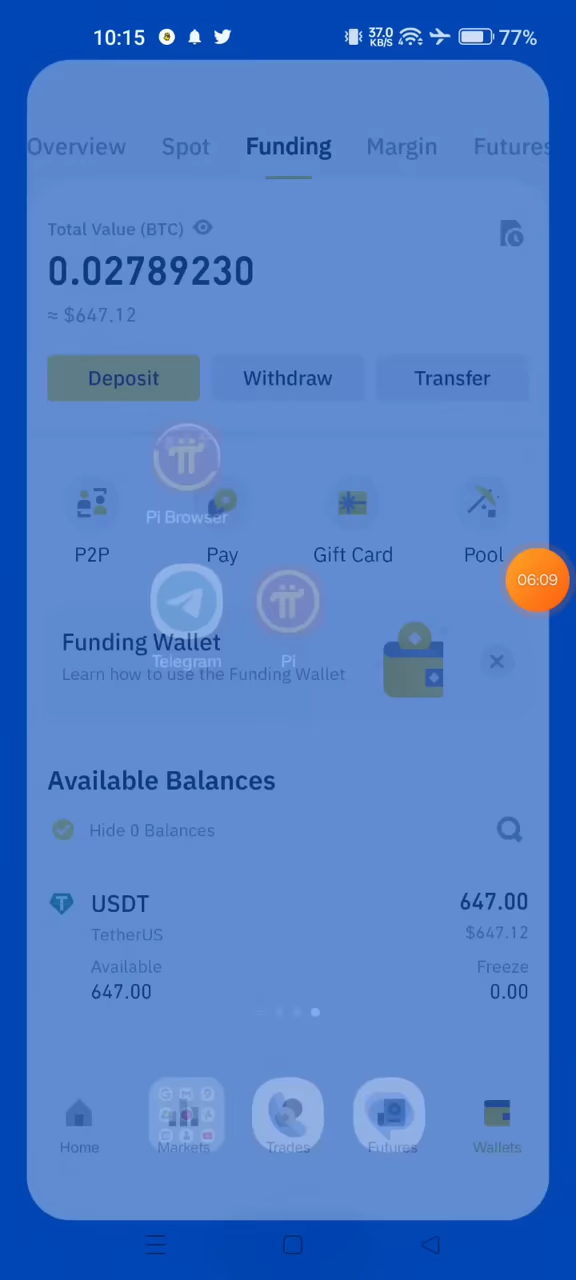 10:15 37.0 KB/S 77%
Overview Spot Funding Margin Futures
Total Value (BTC)
0.02789230
≈ $647.12
Deposit Withdraw Transfer
Pi Browser
P2P Pay Gift Card Pool
06:09
Funding Wallet
Learn how to use the Funding Wallet
Telegram Pi
Available Balances
Hide 0 Balances
USDT 647.00
TetherUS $647.12
Available Freeze
647.00 0.00
Home Markets Trades Futures Wallets